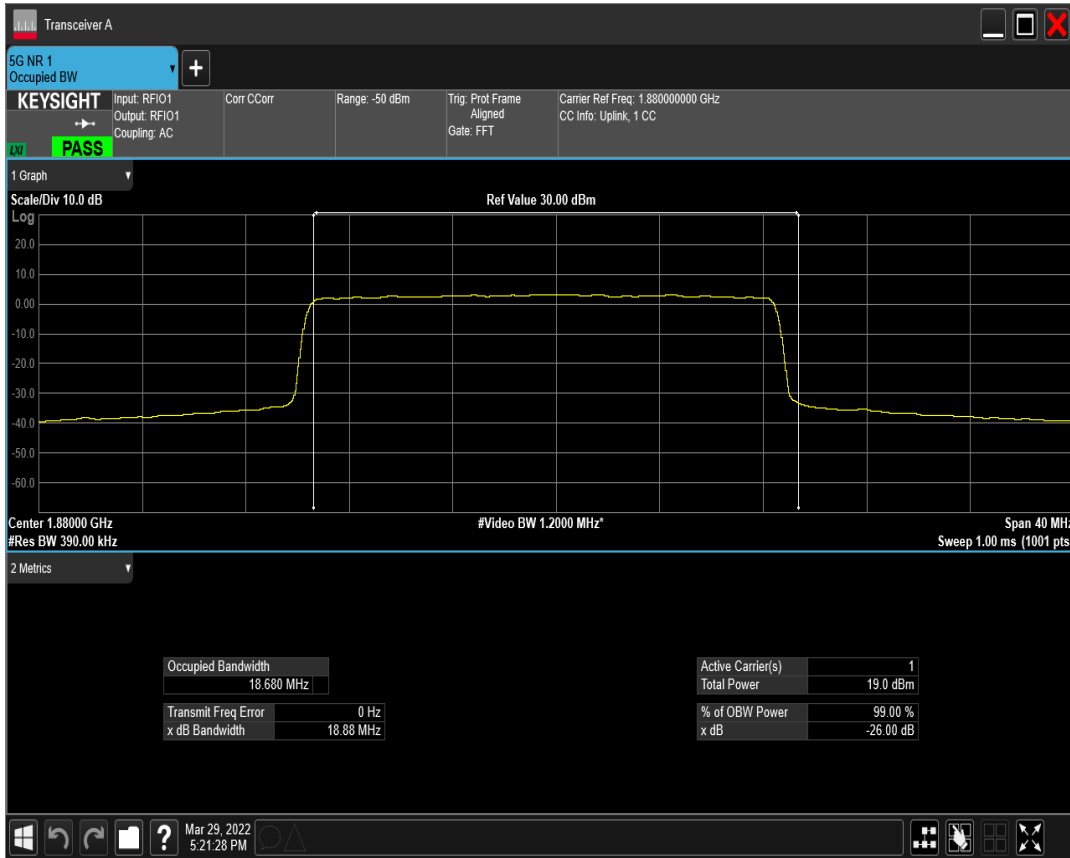 Transceiver A
5G NR 1
Occupied BW
+
KEYSIGHT
LXI
PASS
Input: RFIO1
Output: RFIO1
Coupling: AC
Corr CCorr
Range: -50 dBm
Trig: Prot Frame
Aligned
Gate: FFT
Carrier Ref Freq: 1.880000000 GHz
CC Info: Uplink, 1 CC
1 Graph
Scale/Div 10.0 dB
Ref Value 30.00 dBm
Log
20.0
10.0
0.00
-10.0
-20.0
-30.0
-40.0
-50.0
-60.0
Center 1.88000 GHz
#Video BW 1.2000 MHz*
Span 40 MHz
#Res BW 390.00 kHz
Sweep 1.00 ms (1001 pts
2 Metrics
Occupied Bandwidth
18.680 MHz
Transmit Freq Error 0 Hz
x dB Bandwidth 18.88 MHz
Active Carrier(s) 1
Total Power 19.0 dBm
% of OBW Power 99.00 %
x dB -26.00 dB
?
Mar 29, 2022
5:21:28 PM